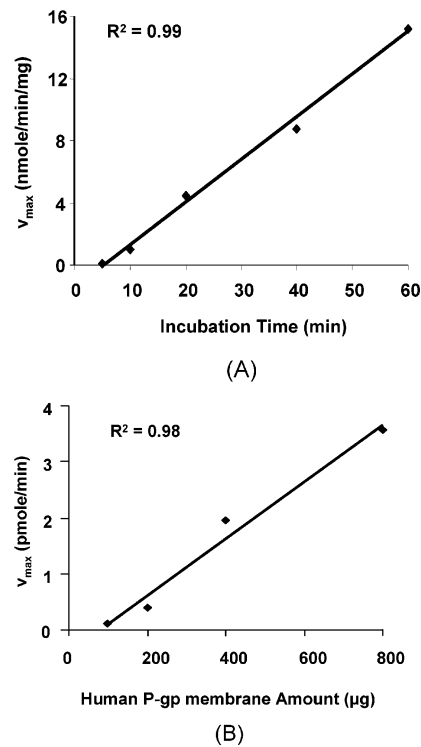 R² = 0.99
16
12
8
4
0
vmax (nmole/min/mg)
0 10 20 30 40 50 60
Incubation Time (min)
(A)
R² = 0.98
4
3
2
1
0
vmax (pmole/min)
0 200 400 600 800
Human P-gp membrane Amount (µg)
(B)